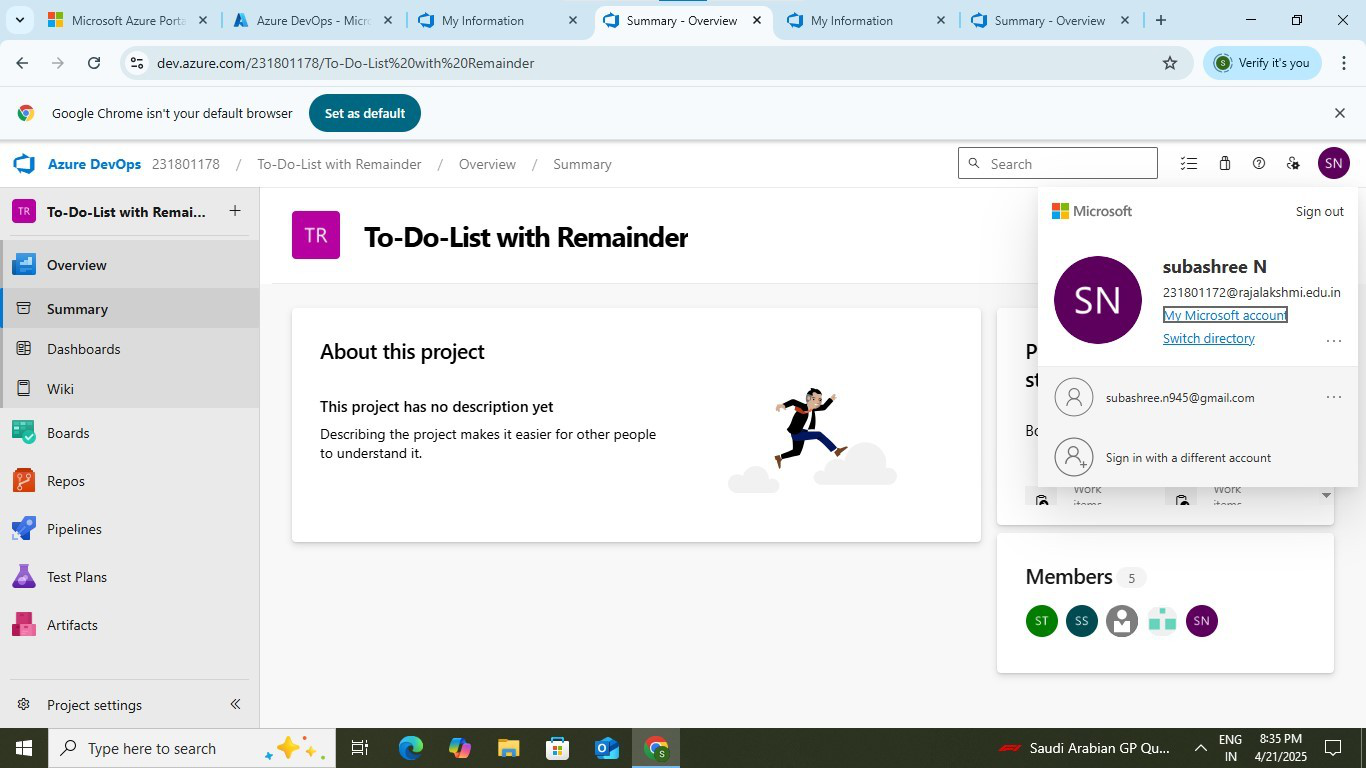 Microsoft Azure Porta
Azure DevOps - Micro
My Information
Summary - Overview
My Information
Summary - Overview
dev.azure.com/231801178/To-Do-List%20with%20Remainder
S
Verify it's you
Google Chrome isn't your default browser
Set as default
Azure DevOps
231801178 / To-Do-List with Remainder / Overview / Summary
Search
SN
TR
To-Do-List with Remai...
Overview
Summary
Dashboards
Wiki
Boards
Repos
Pipelines
Test Plans
Artifacts
Project settings
TR
To-Do-List with Remainder
About this project
This project has no description yet
Describing the project makes it easier for other people
to understand it.
Microsoft
Sign out
SN
subashree N
231801172@rajalakshmi.edu.in
My Microsoft account
Switch directory
subashree.n945@gmail.com
Sign in with a different account
Work
items
Work
items
Members
5
ST
SS
SN
Type here to search
S
Saudi Arabian GP Qu...
ENG
IN
8:35 PM
4/21/2025